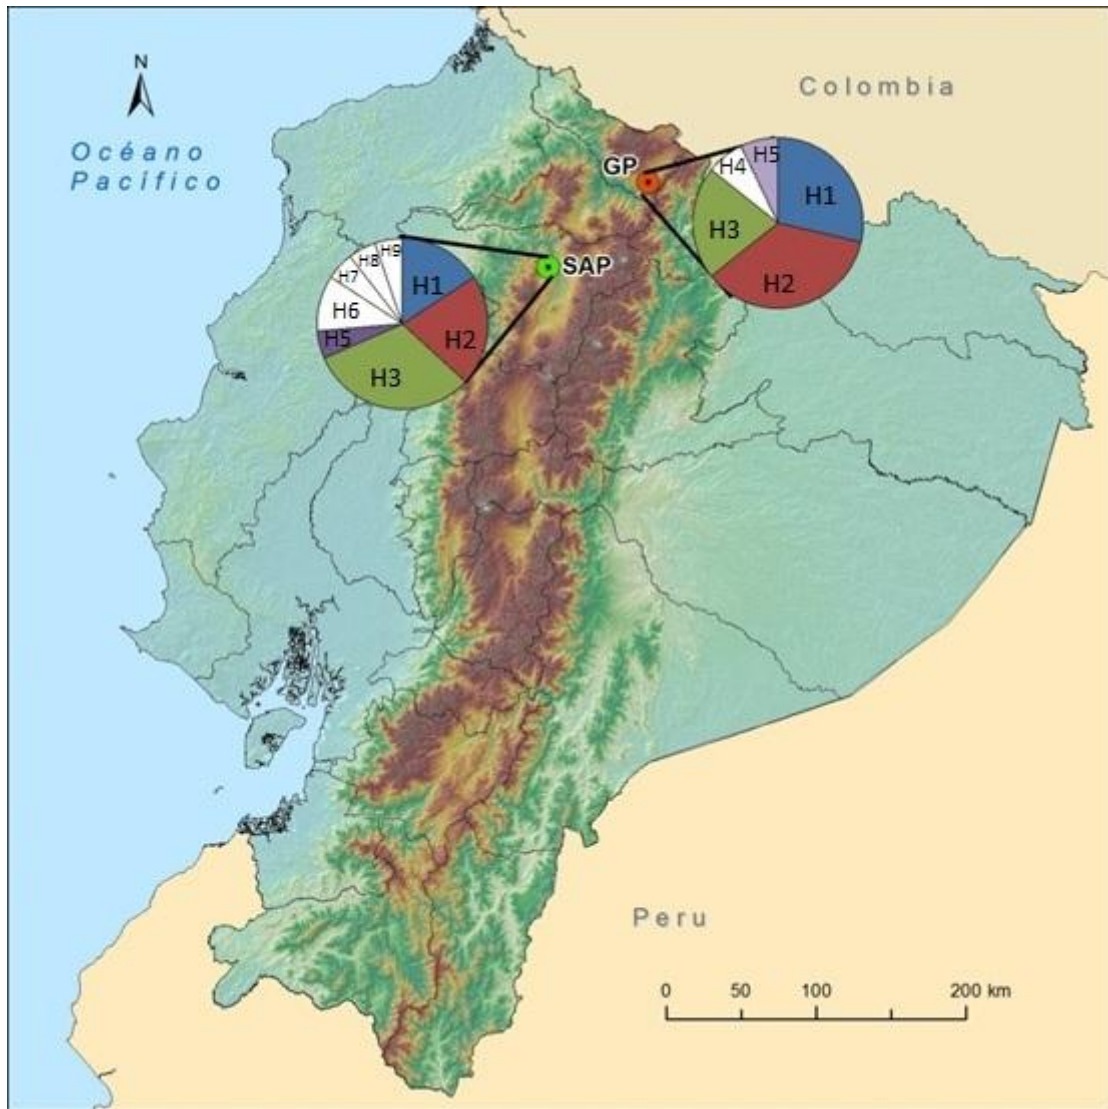 N
Colombia
Océano
Pacífico
GP
H5
H4
H1
H3
H2
SAP
H9
H8
H7
H1
H6
H2
H5
H3
Peru
0 50 100 200 km